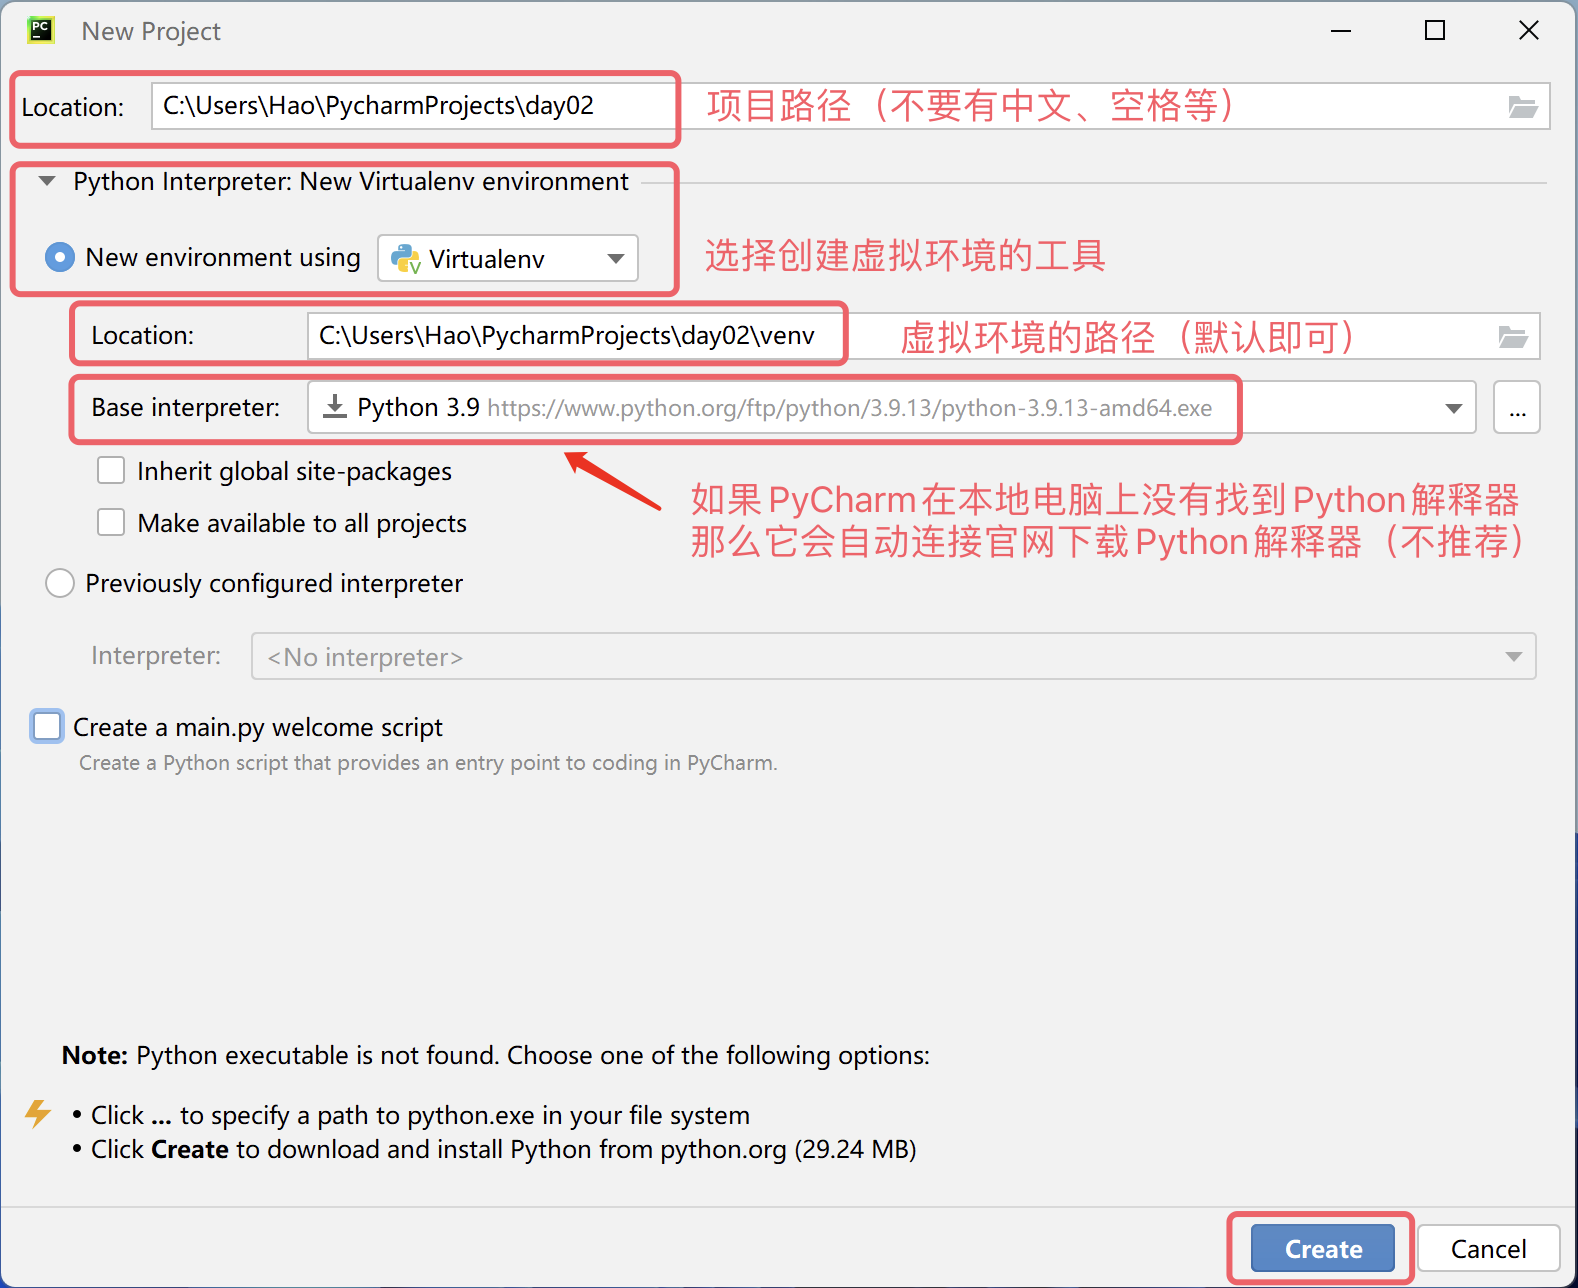 PC
New Project
Location: C:\Users\Hao\PycharmProjects\day02 项目路径（不要有中文、空格等）
Python Interpreter: New Virtualenv environment
New environment using Virtualenv 选择创建虚拟环境的工具
Location: C:\Users\Hao\PycharmProjects\day02\venv 虚拟环境的路径（默认即可）
Base interpreter: Python 3.9 https://www.python.org/ftp/python/3.9.13/python-3.9.13-amd64.exe ...
Inherit global site-packages
如果PyCharm在本地电脑上没有找到Python解释器
Make available to all projects
那么它会自动连接官网下载Python解释器（不推荐）
Previously configured interpreter
Interpreter: <No interpreter>
Create a main.py welcome script
Create a Python script that provides an entry point to coding in PyCharm.
Note: Python executable is not found. Choose one of the following options:
• Click ... to specify a path to python.exe in your file system
• Click Create to download and install Python from python.org (29.24 MB)
Create Cancel